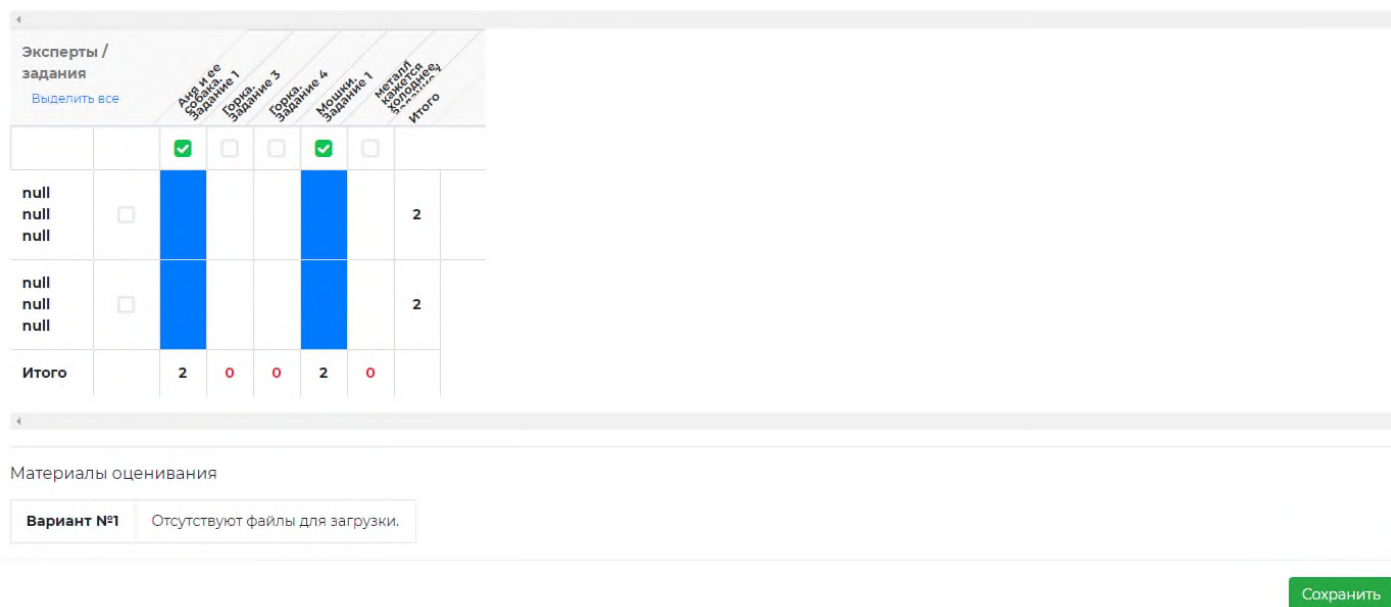 Эксперты /
задания
Выделить все
Аня и ее
собака.
Задание 1
Горка.
Задание 3
Горка.
Задание 4
Мошки.
Задание 1
металл
кажется
холоднее,
Итого
null
null
null
2
null
null
null
2
Итого 2 0 0 2 0
Материалы оценивания
Вариант №1 Отсутствуют файлы для загрузки.
Сохранить